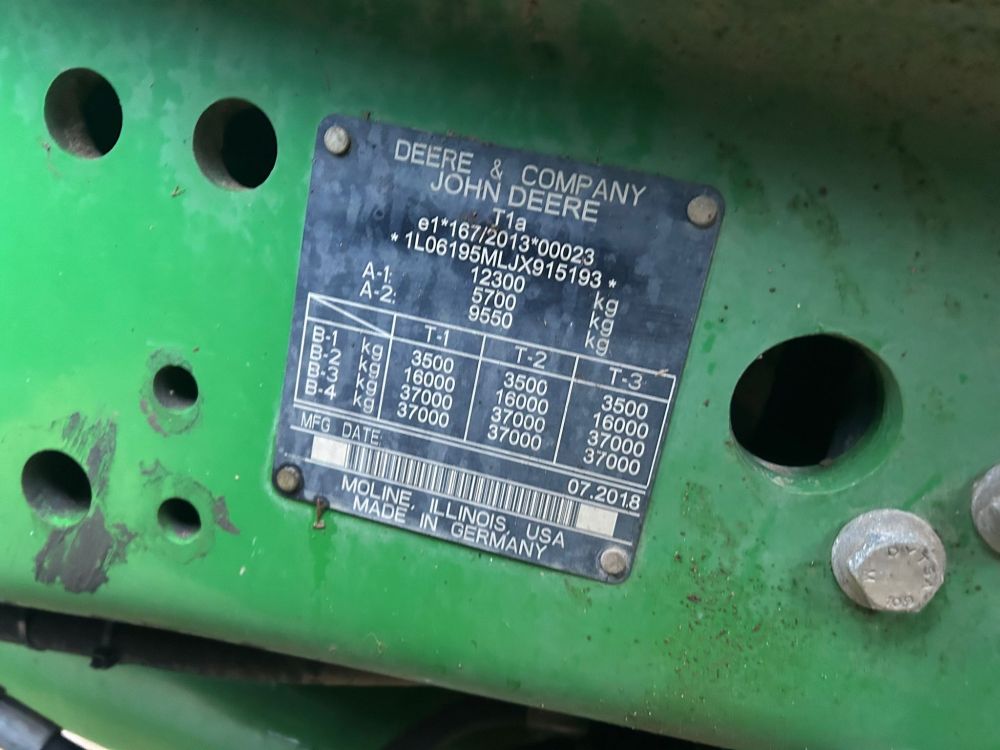 DEERE & COMPANY
JOHN DEERE
T1a
e1*167/2013*00023
* 1L06195MLJX915193 *
12300 kg
A-1: 5700 kg
A-2: 9550 kg
T-1 T-2 T-3
B-1 kg 3500 3500 3500
B-2 kg 16000 16000 16000
B-3 kg 37000 37000 37000
B-4 kg 37000 37000 37000
MFG DATE: 07.2018
MOLINE, ILLINOIS, USA
MADE IN GERMANY